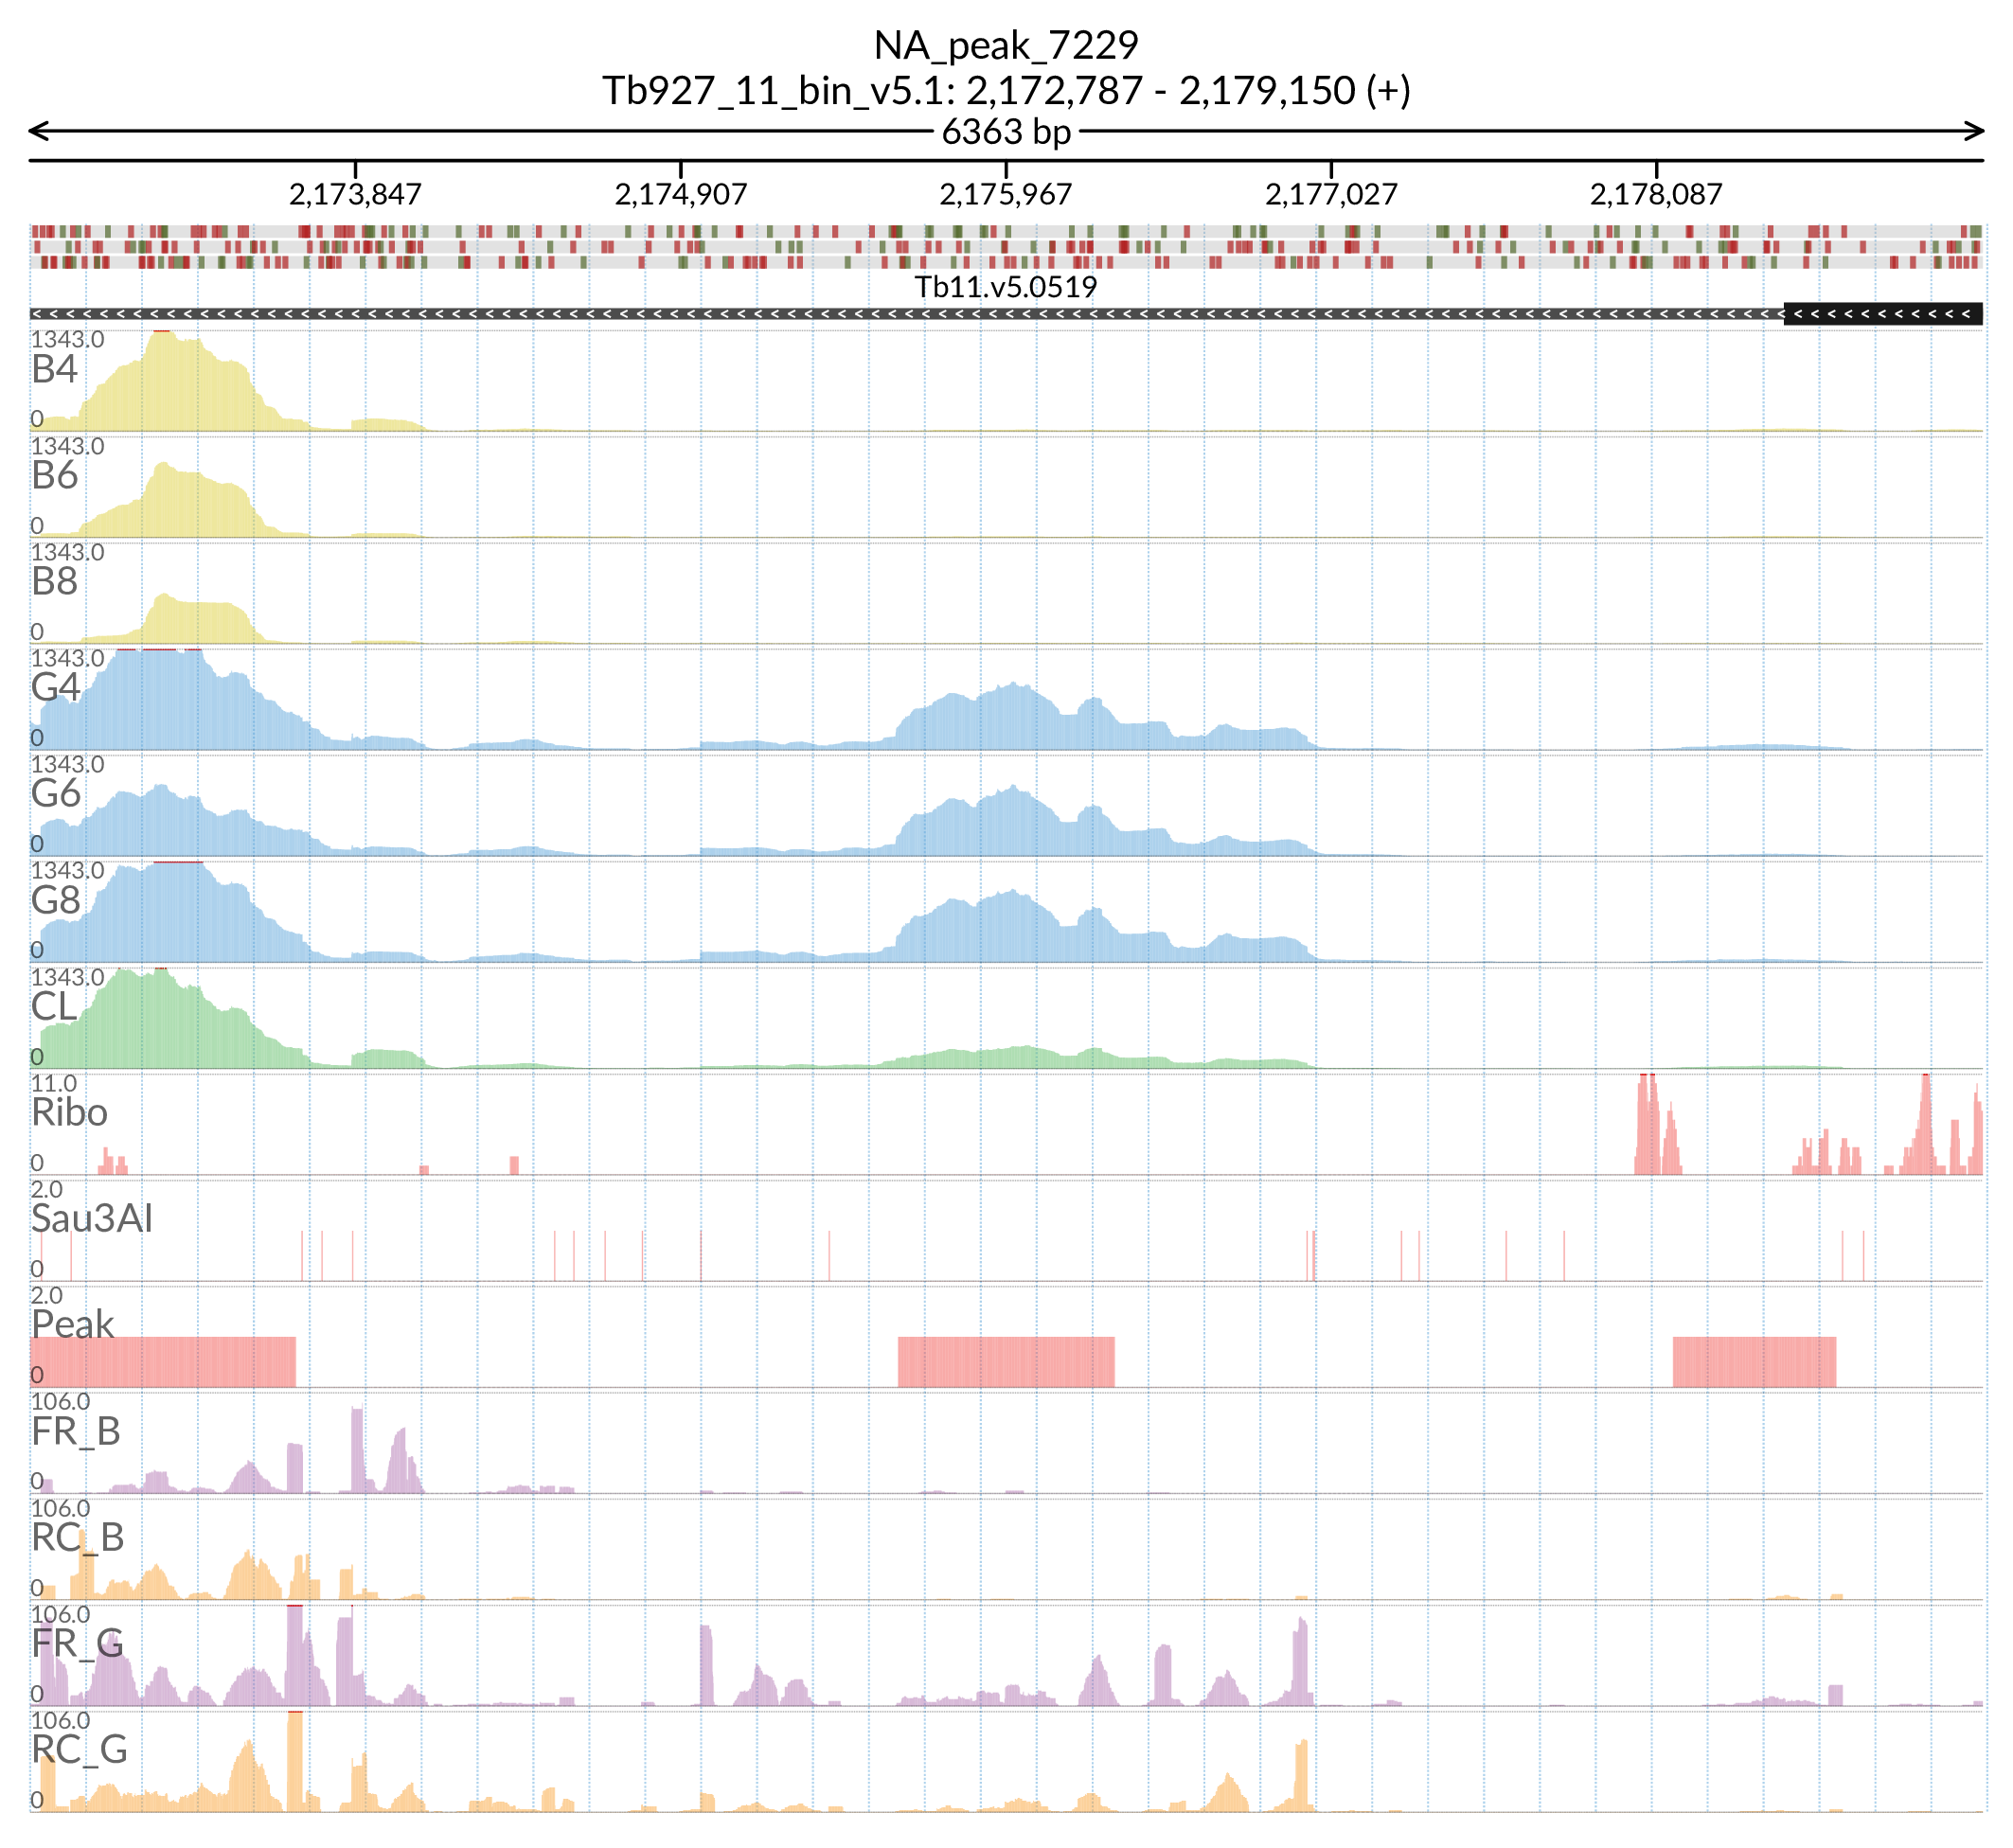 NA_peak_7229
Tb927_11_bin_v5.1: 2,172,787 - 2,179,150 (+)
6363 bp
2,173,847 2,174,907 2,175,967 2,177,027 2,178,087
Tb11.v5.0519
1343.0
B4
0
1343.0
B6
0
1343.0
B8
0
1343.0
G4
0
1343.0
G6
0
1343.0
G8
0
1343.0
CL
0
11.0
Ribo
0
2.0
Sau3AI
0
2.0
Peak
0
106.0
FR_B
0
106.0
RC_B
0
106.0
FR_G
0
106.0
RC_G
0